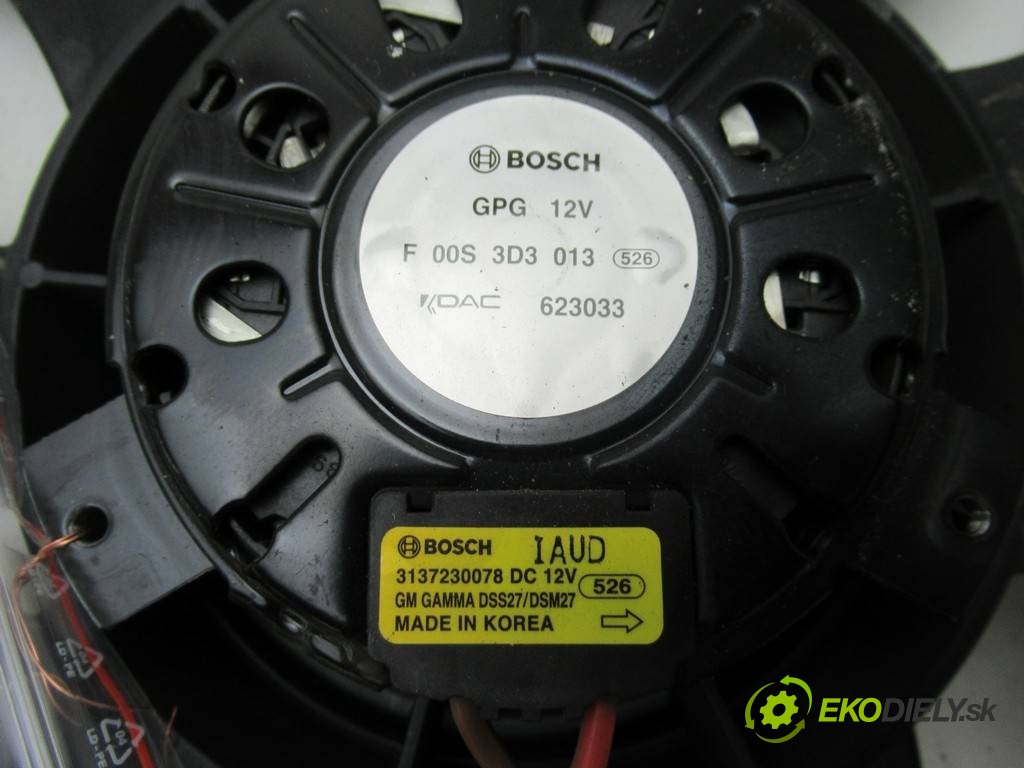 BOSCH
GPG 12V
F 00S 3D3 013 526
KDAC 623033
BOSCH IAUD
3137230078 DC 12V 526
GM GAMMA DSS27/DSM27
MADE IN KOREA
EKODIELY.sk